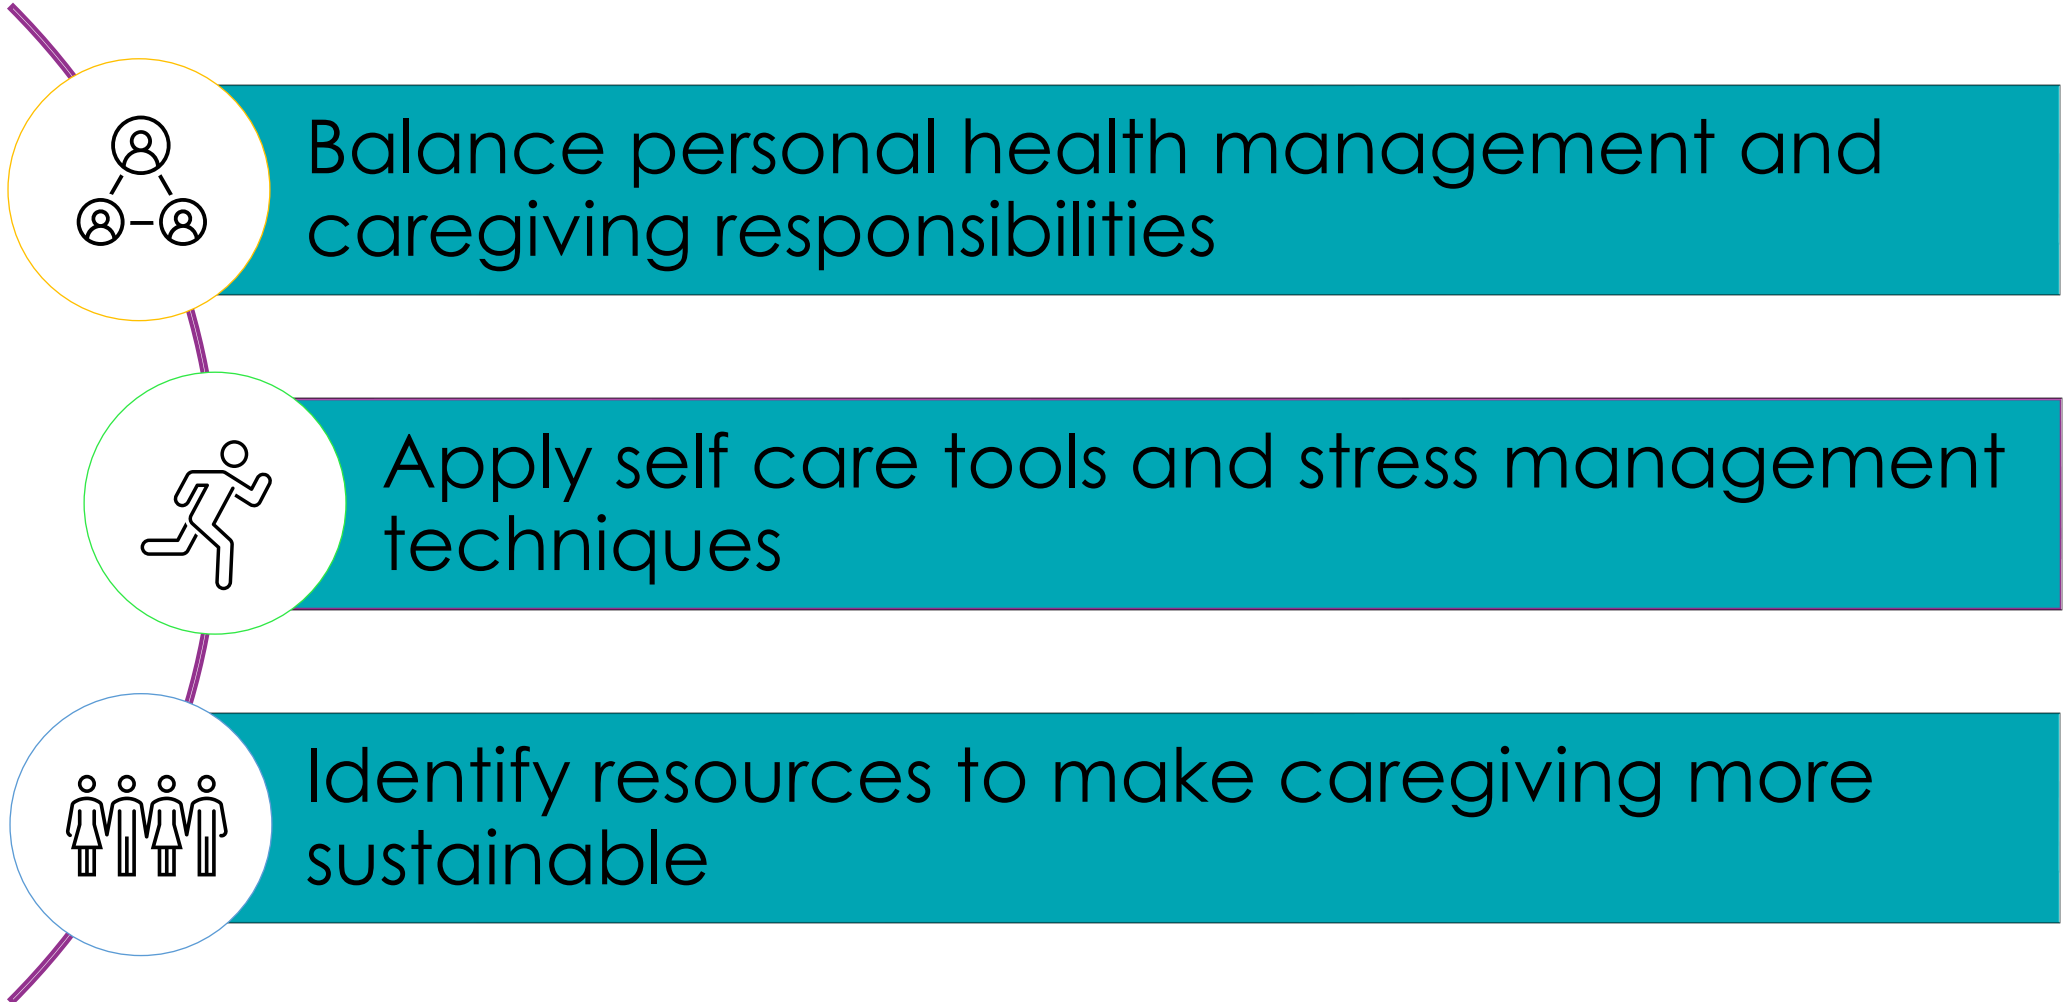 Balance personal health management and
caregiving responsibilities
Apply self care tools and stress management
techniques
Identify resources to make caregiving more
sustainable